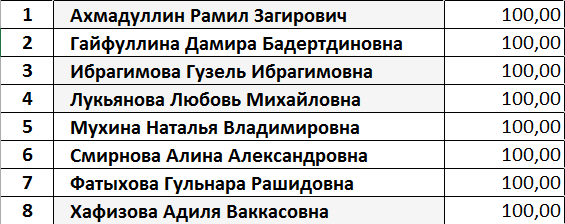 1 Ахмадуллин Рамил Загирович 100,00
2 Гайфуллина Дамира Бадертдиновна 100,00
3 Ибрагимова Гузель Ибрагимовна 100,00
4 Лукьянова Любовь Михайловна 100,00
5 Мухина Наталья Владимировна 100,00
6 Смирнова Алина Александровна 100,00
7 Фатыхова Гульнара Рашидовна 100,00
8 Хафизова Адиля Ваккасовна 100,00